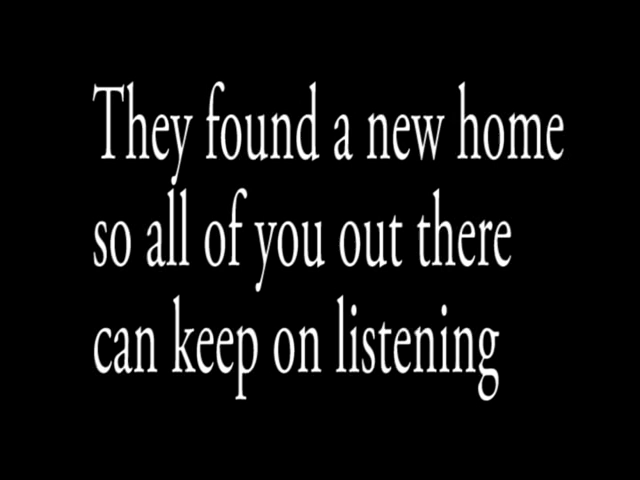 They found a new home
so all of you out there
can keep on listening